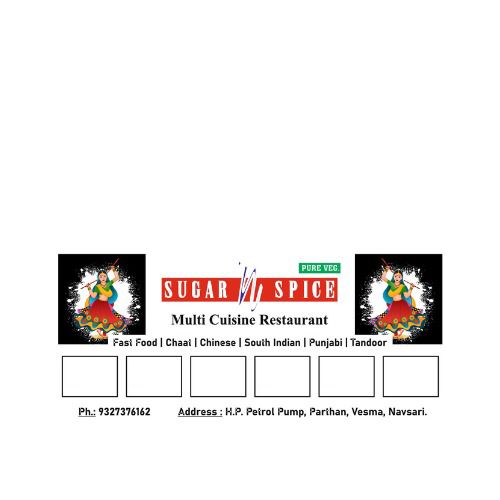 PURE VEG.
SUGAR 'n SPICE
Multi Cuisine Restaurant
Fast Food | Chaat | Chinese | South Indian | Punjabi | Tandoor
Ph.: 9327376162 Address : H.P. Petrol Pump, Parthan, Vesma, Navsari.